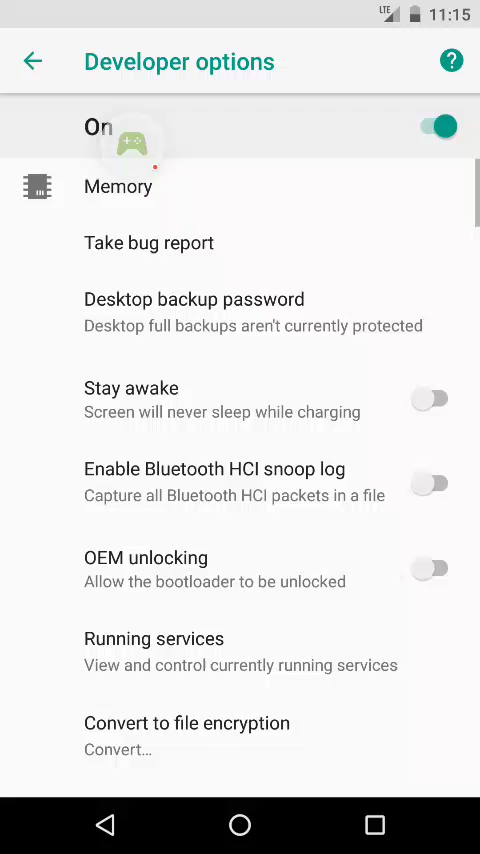 LTE 11:15
Developer options
On
Memory
Take bug report
Desktop backup password
Desktop full backups aren't currently protected
Stay awake
Screen will never sleep while charging
Enable Bluetooth HCI snoop log
Capture all Bluetooth HCI packets in a file
OEM unlocking
Allow the bootloader to be unlocked
Running services
View and control currently running services
Convert to file encryption
Convert…